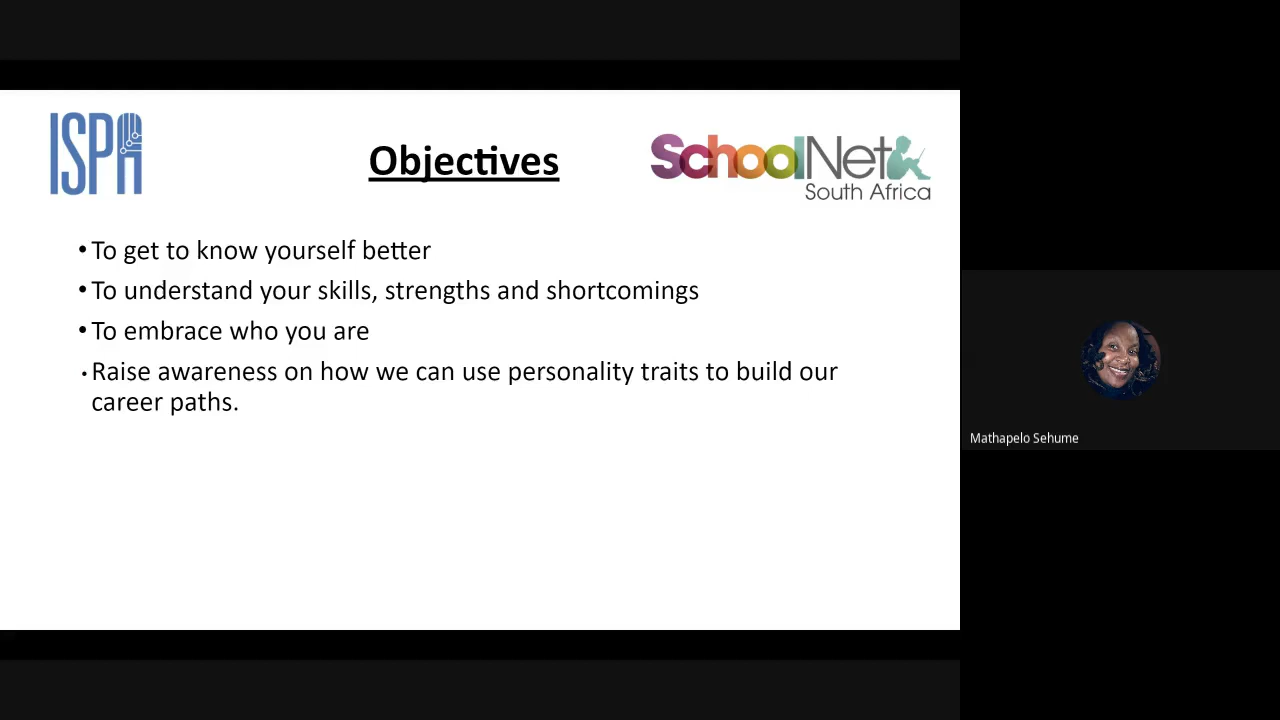 ISPA
Objectives
SchoolNet
South Africa
• To get to know yourself better
• To understand your skills, strengths and shortcomings
• To embrace who you are
• Raise awareness on how we can use personality traits to build our
career paths.
Mathapelo Sehume